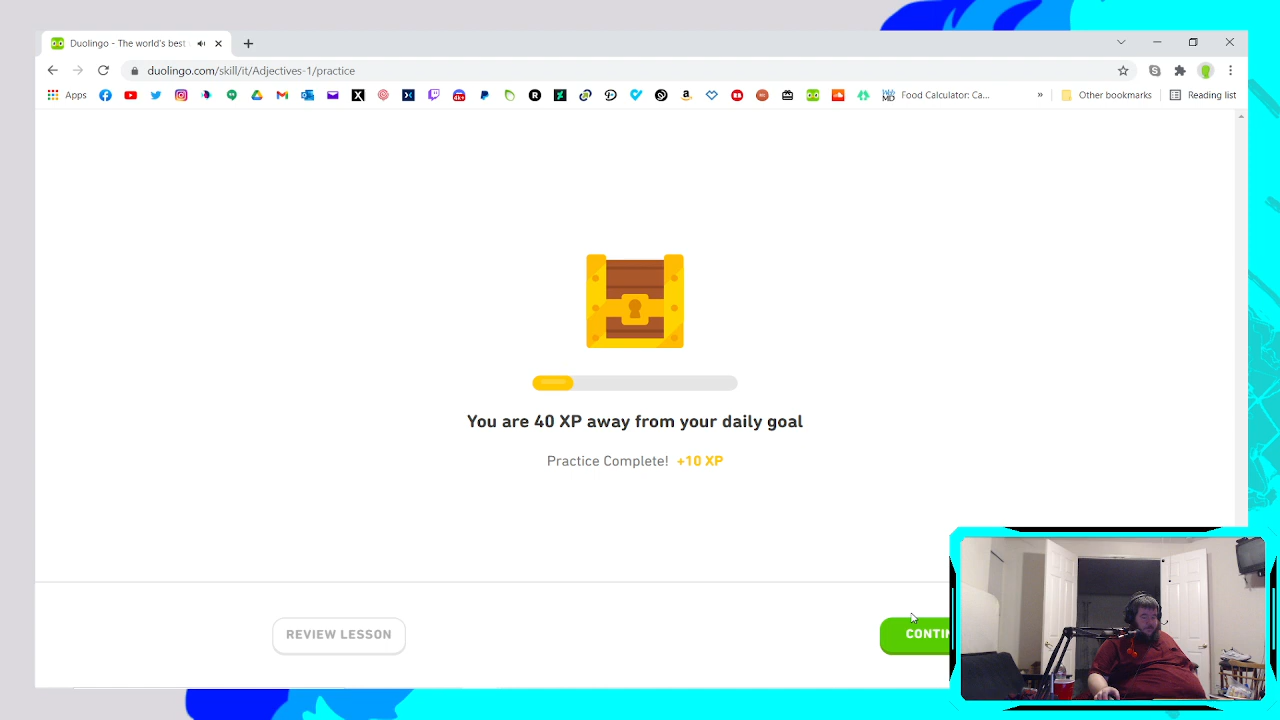 Duolingo - The world's best
duolingo.com/skill/it/Adjectives-1/practice
Apps
Food Calculator: Ca...
»
Other bookmarks
Reading list
You are 40 XP away from your daily goal
Practice Complete! +10 XP
REVIEW LESSON
CONTIN